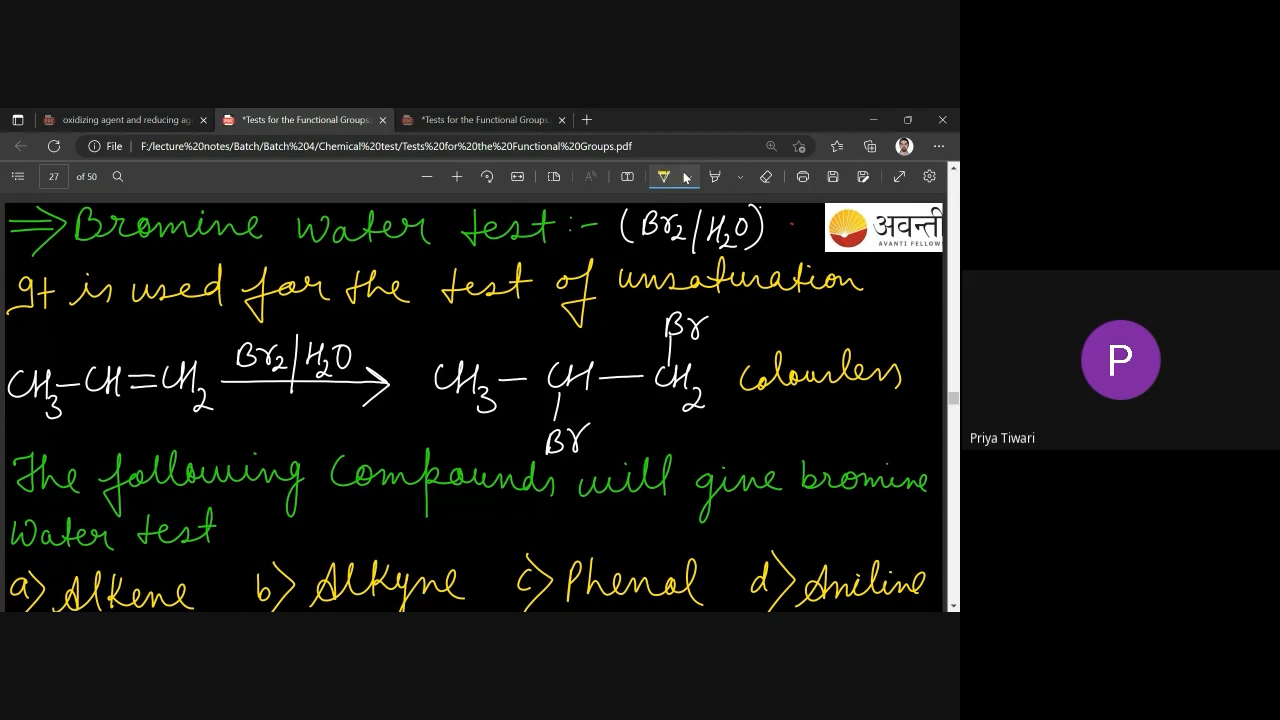 oxidizing agent and reducing ag
*Tests for the Functional Groups.
*Tests for the Functional Groups.
File
F:/lecture%20notes/Batch/Batch%204/Chemical%20test/Tests%20for%20the%20Functional%20Groups.pdf
27 of 50
⇒ Bromine Water test:- (Br₂/H₂O)
अवन्ती
AVANTI FELLOWS
It is used for the test of unsaturation
Br
CH₃–CH=CH₂ Br₂/H₂O → CH₃–CH–CH₂ colourless
Br
The following compounds will give bromine
Water test
a> Alkene b> Alkyne c> Phenol d> Aniline
P
Priya Tiwari